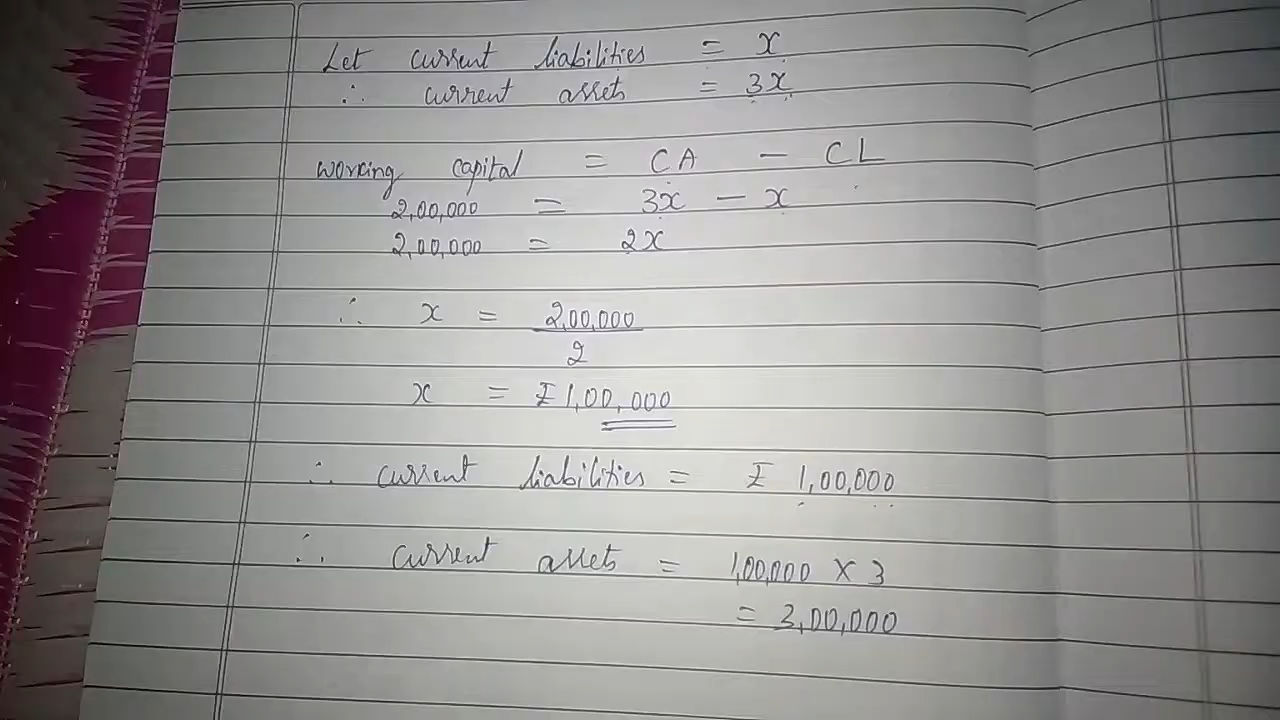 Let current liabilities = x
∴ current assets = 3x
working capital = CA - CL
2,00,000 = 3x - x
2,00,000 = 2x
∴ x = 2,00,000
2
x = ₹ 1,00,000
∴ current liabilities = ₹ 1,00,000
∴ current assets = 1,00,000 × 3
= 3,00,000